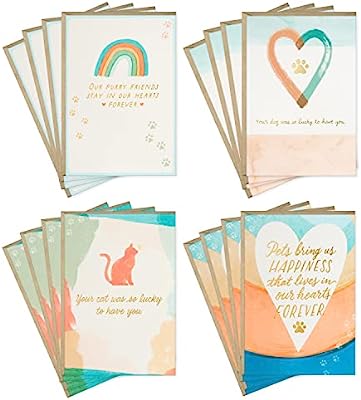 OUR FURRY FRIENDS
STAY IN OUR HEARTS
FOREVER.
Your dog was so lucky to have you.
Your cat was so lucky
to have you.
Pets bring us
HAPPINESS
that lives in
our hearts
FOREVER.